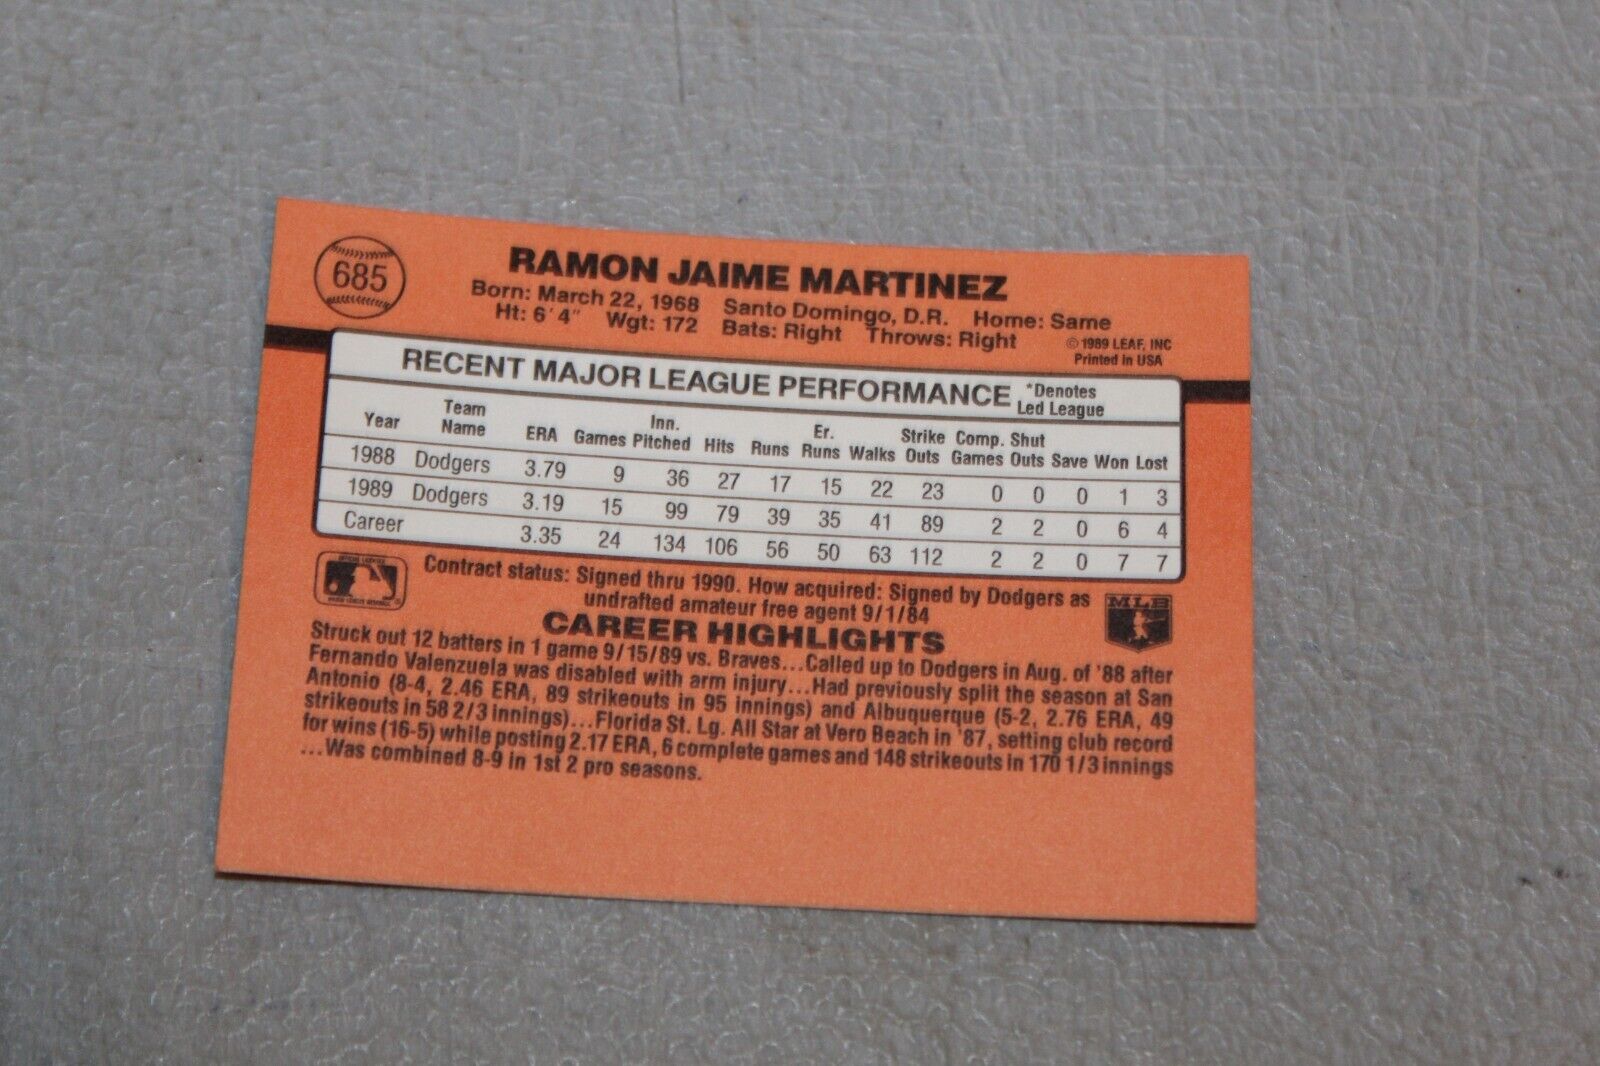 685
RAMON JAIME MARTINEZ
Born: March 22, 1968 Santo Domingo, D.R. Home: Same
Ht: 6'4" Wgt: 172 Bats: Right Throws: Right
© 1989 LEAF, INC
Printed in USA
RECENT MAJOR LEAGUE PERFORMANCE *Denotes Led League
Year Team Name ERA Games Inn. Pitched Hits Runs Er. Runs Walks Strike Outs Comp. Games Shut Outs Save Won Lost
1988 Dodgers 3.79 9 36 27 17 15 22 23 0 0 0 1 3
1989 Dodgers 3.19 15 99 79 39 35 41 89 2 2 0 6 4
Career 3.35 24 134 106 56 50 63 112 2 2 0 7 7
Contract status: Signed thru 1990. How acquired: Signed by Dodgers as
undrafted amateur free agent 9/1/84
MLB
CAREER HIGHLIGHTS
Struck out 12 batters in 1 game 9/15/89 vs. Braves...Called up to Dodgers in Aug. of '88 after
Fernando Valenzuela was disabled with arm injury...Had previously split the season at San
Antonio (8-4, 2.46 ERA, 89 strikeouts in 95 innings) and Albuquerque (5-2, 2.76 ERA, 49
strikeouts in 58 2/3 innings)...Florida St. Lg. All Star at Vero Beach in '87, setting club record
for wins (16-5) while posting 2.17 ERA, 6 complete games and 148 strikeouts in 170 1/3 innings
...Was combined 8-9 in 1st 2 pro seasons.